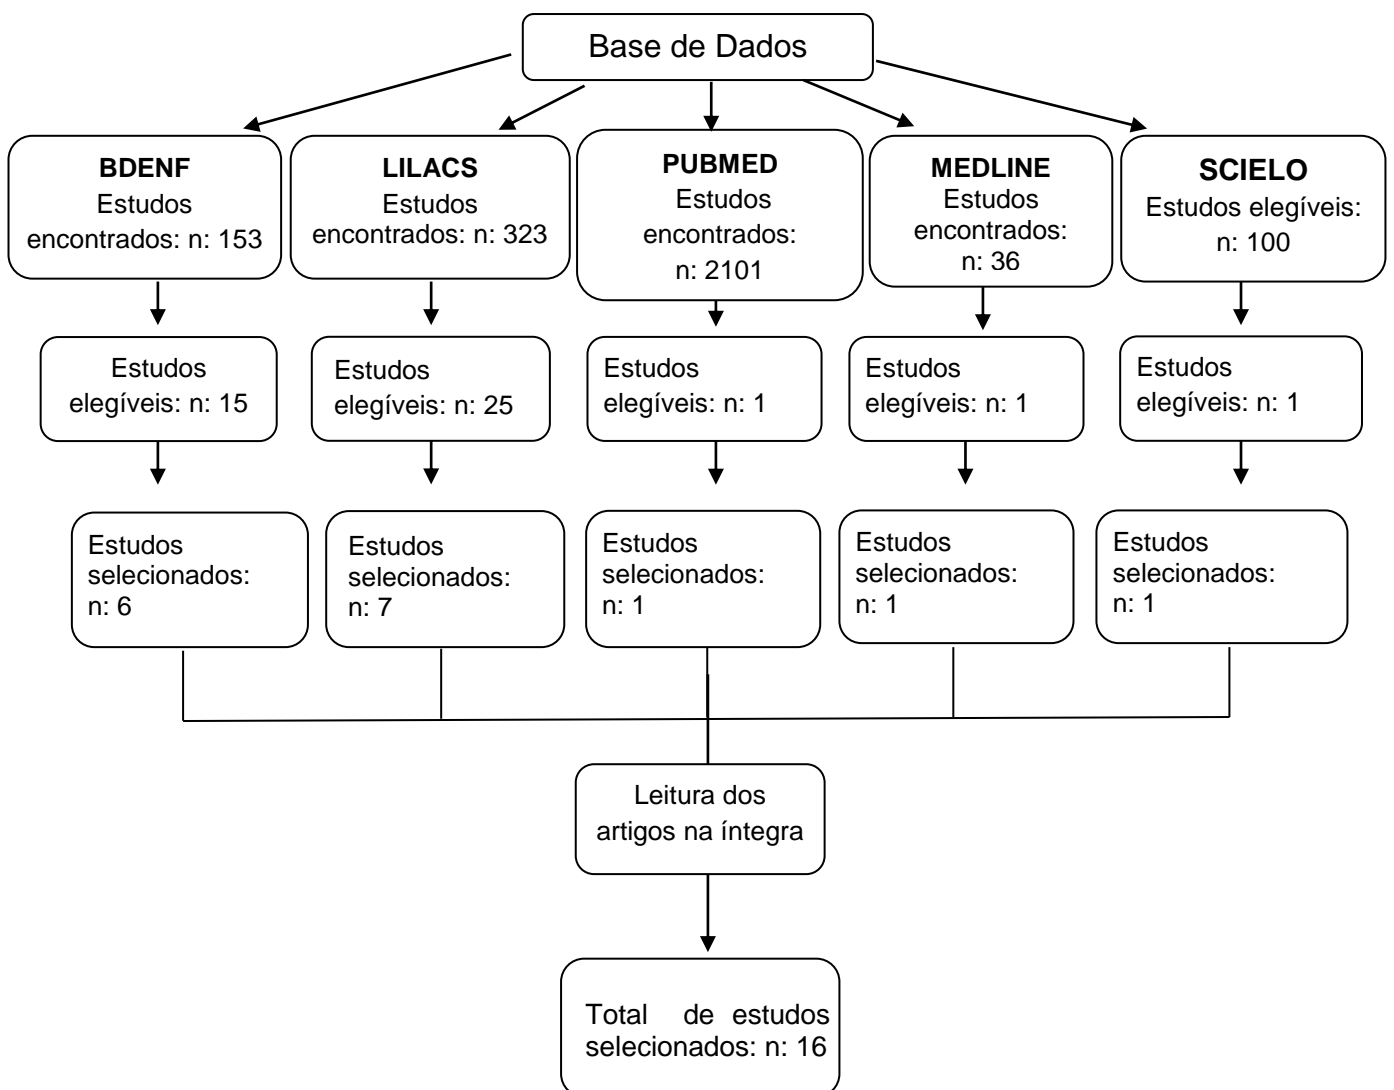 Base de Dados
BDENF
Estudos
encontrados: n: 153
LILACS
Estudos
encontrados: n: 323
PUBMED
Estudos
encontrados:
n: 2101
MEDLINE
Estudos
encontrados:
n: 36
SCIELO
Estudos elegíveis:
n: 100
Estudos
elegíveis: n: 15
Estudos
elegíveis: n: 25
Estudos
elegíveis: n: 1
Estudos
elegíveis: n: 1
Estudos
elegíveis: n: 1
Estudos
selecionados:
n: 6
Estudos
selecionados:
n: 7
Estudos
selecionados:
n: 1
Estudos
selecionados:
n: 1
Estudos
selecionados:
n: 1
Leitura dos
artigos na íntegra
Total de estudos
selecionados: n: 16